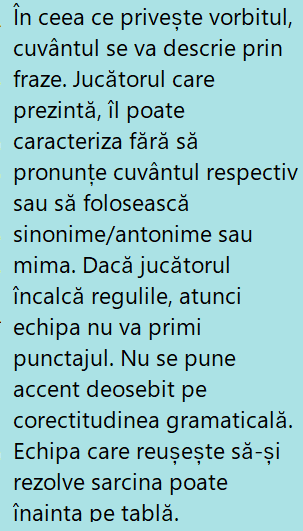 În ceea ce privește vorbitul,
cuvântul se va descrie prin
fraze. Jucătorul care
prezintă, îl poate
caracteriza fără să
pronunțe cuvântul respectiv
sau să folosească
sinonime/antonime sau
mima. Dacă jucătorul
încalcă regulile, atunci
echipa nu va primi
punctajul. Nu se pune
accent deosebit pe
corectitudinea gramaticală.
Echipa care reușește să-și
rezolve sarcina poate
înainta pe tablă.